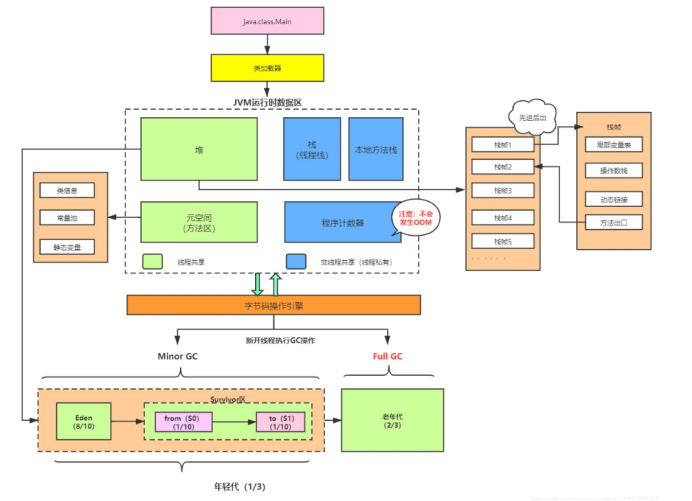 java.class.Main
类加载器
JVM运行时数据区
堆
栈
(线程栈)
本地方法栈
元空间
(方法区)
程序计数器
注意:不会
发生OOM
线程共享
非线程共享(线程私有)
类信息
常量池
静态变量
先进后出
栈帧1
栈帧2
栈帧3
栈帧4
栈帧5
......
栈帧
局部变量表
操作数栈
动态链接
方法出口
字节码操作引擎
新开线程执行GC操作
Minor GC
Full GC
Survivor区
Eden
(8/10)
from(S0)
(1/10)
to(S1)
(1/10)
老年代
(2/3)
年轻代(1/3)